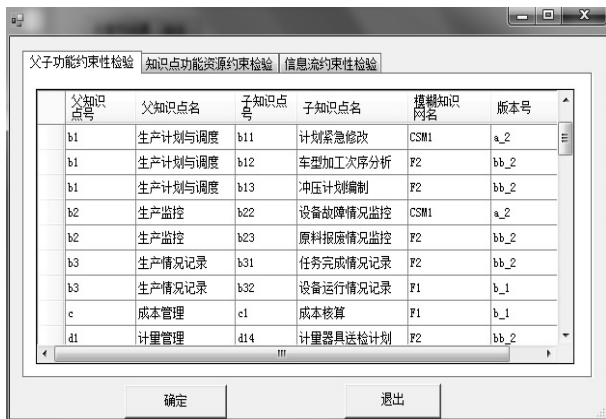 父子功能约束性检验 知识点功能资源约束检验 信息流约束性检验
父知识点号 父知识点名 子知识点号 子知识点名 模糊知识网名 版本号
b1 生产计划与调度 b11 计划紧急修改 CSM1 a_2
b1 生产计划与调度 b12 车型加工次序分析 F2 bb_2
b1 生产计划与调度 b13 冲压计划编制 F2 bb_2
b2 生产监控 b22 设备故障情况监控 CSM1 a_2
b2 生产监控 b23 原料报废情况监控 F2 bb_2
b3 生产情况记录 b31 任务完成情况记录 F2 bb_2
b3 生产情况记录 b32 设备运行情况记录 F1 b_1
c 成本管理 c1 成本核算 F1 b_1
d1 计量管理 d14 计量器具送检计划 F2 bb_2
确定 退出